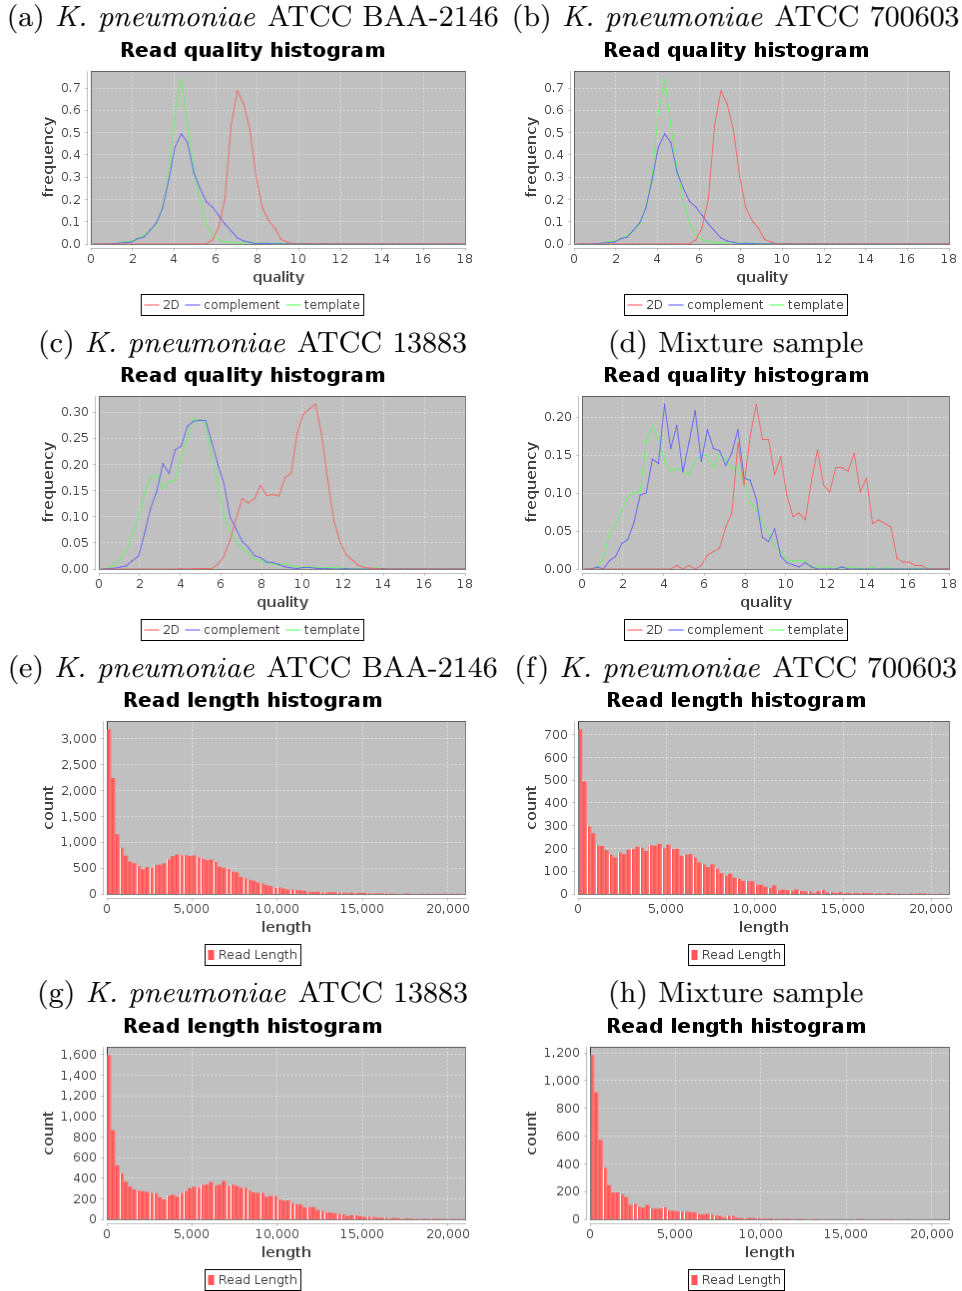 (a) K. pneumoniae ATCC BAA-2146
Read quality histogram
frequency
0.7
0.6
0.5
0.4
0.3
0.2
0.1
0.0
0 2 4 6 8 10 12 14 16 18
quality
2D complement template
(b) K. pneumoniae ATCC 700603
Read quality histogram
frequency
0.7
0.6
0.5
0.4
0.3
0.2
0.1
0.0
0 2 4 6 8 10 12 14 16 18
quality
2D complement template
(c) K. pneumoniae ATCC 13883
Read quality histogram
frequency
0.30
0.25
0.20
0.15
0.10
0.05
0.00
0 2 4 6 8 10 12 14 16 18
quality
2D complement template
(d) Mixture sample
Read quality histogram
frequency
0.20
0.15
0.10
0.05
0.00
0 2 4 6 8 10 12 14 16 18
quality
2D complement template
(e) K. pneumoniae ATCC BAA-2146
Read length histogram
count
3,000
2,500
2,000
1,500
1,000
500
0
0 5,000 10,000 15,000 20,000
length
Read Length
(f) K. pneumoniae ATCC 700603
Read length histogram
count
700
600
500
400
300
200
100
0
0 5,000 10,000 15,000 20,000
length
Read Length
(g) K. pneumoniae ATCC 13883
Read length histogram
count
1,600
1,400
1,200
1,000
800
600
400
200
0
0 5,000 10,000 15,000 20,000
length
Read Length
(h) Mixture sample
Read length histogram
count
1,200
1,000
800
600
400
200
0
0 5,000 10,000 15,000 20,000
length
Read Length